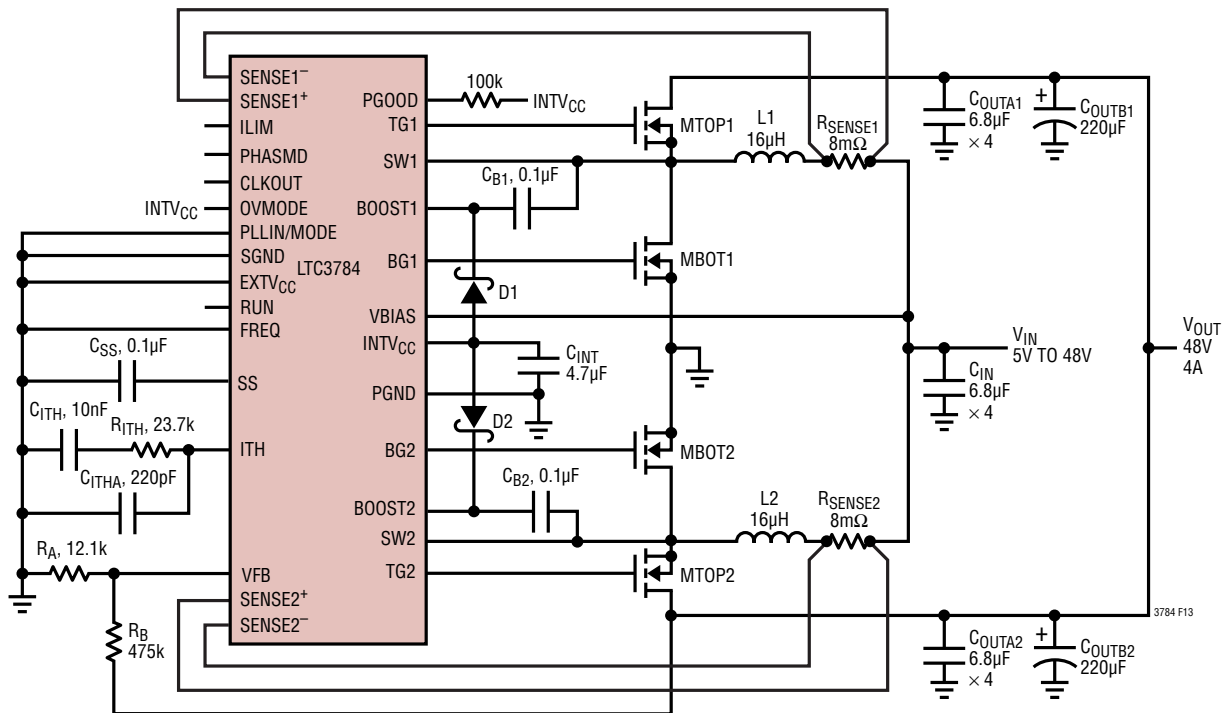 SENSE1–
SENSE1+
ILIM
PHASMD
CLKOUT
INTVCC
OVMODE
PLLIN/MODE
SGND
LTC3784
EXTVCC
RUN
FREQ
CSS, 0.1µF
SS
CITH, 10nF
RITH, 23.7k
ITH
CITHA, 220pF
RA, 12.1k
VFB
SENSE2+
SENSE2–
RB
475k
PGOOD
100k
INTVCC
TG1
SW1
CB1, 0.1µF
BOOST1
BG1
D1
VBIAS
INTVCC
CINT
4.7µF
PGND
D2
BG2
CB2, 0.1µF
BOOST2
SW2
TG2
MTOP1
L1
16µH
RSENSE1
8mΩ
MBOT1
MBOT2
L2
16µH
RSENSE2
8mΩ
MTOP2
COUTA1
6.8µF
× 4
+
COUTB1
220µF
VIN
5V TO 48V
CIN
6.8µF
× 4
VOUT
48V
4A
3784 F13
COUTA2
6.8µF
× 4
+
COUTB2
220µF